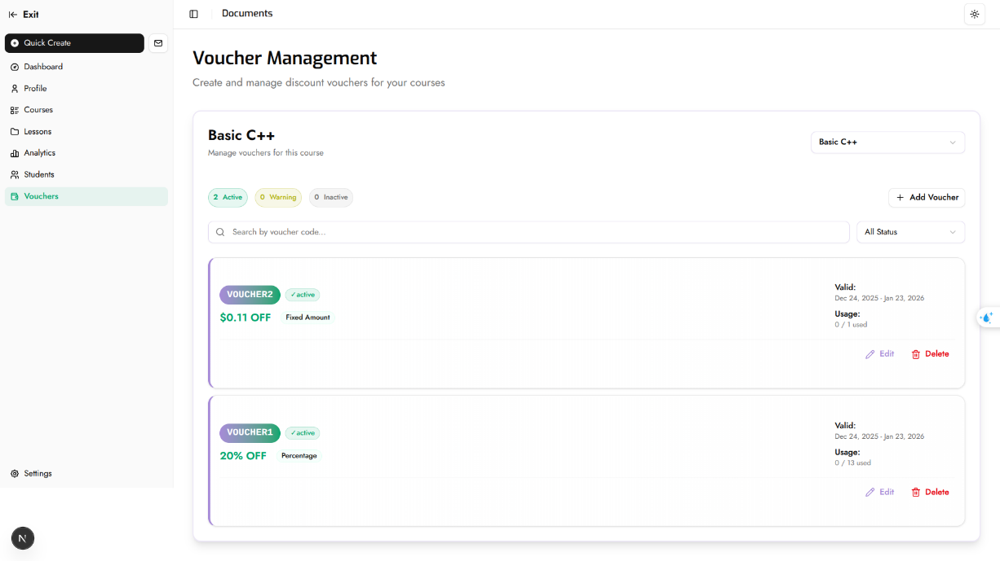 Exit
Documents
Quick Create
Dashboard
Profile
Courses
Lessons
Analytics
Students
Vouchers
Settings
N
Voucher Management
Create and manage discount vouchers for your courses
Basic C++
Manage vouchers for this course
Basic C++
2 Active
0 Warning
0 Inactive
+ Add Voucher
Search by voucher code...
All Status
VOUCHER2
✓ active
$0.11 OFF
Fixed Amount
Valid:
Dec 24, 2025 - Jan 23, 2026
Usage:
0 / 1 used
Edit
Delete
VOUCHER1
✓ active
20% OFF
Percentage
Valid:
Dec 24, 2025 - Jan 23, 2026
Usage:
0 / 13 used
Edit
Delete